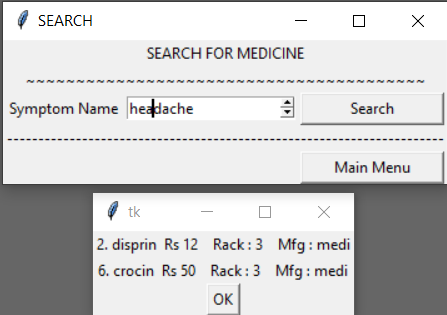 SEARCH
SEARCH FOR MEDICINE
~~~~~~~~~~~~~~~~~~~~~~~~~~~~~~~~~~~~~~~~
Symptom Name headache Search
--------------------------------------------------------------------------------
Main Menu
tk
2. disprin Rs 12 Rack : 3 Mfg : medi
6. crocin Rs 50 Rack : 3 Mfg : medi
OK